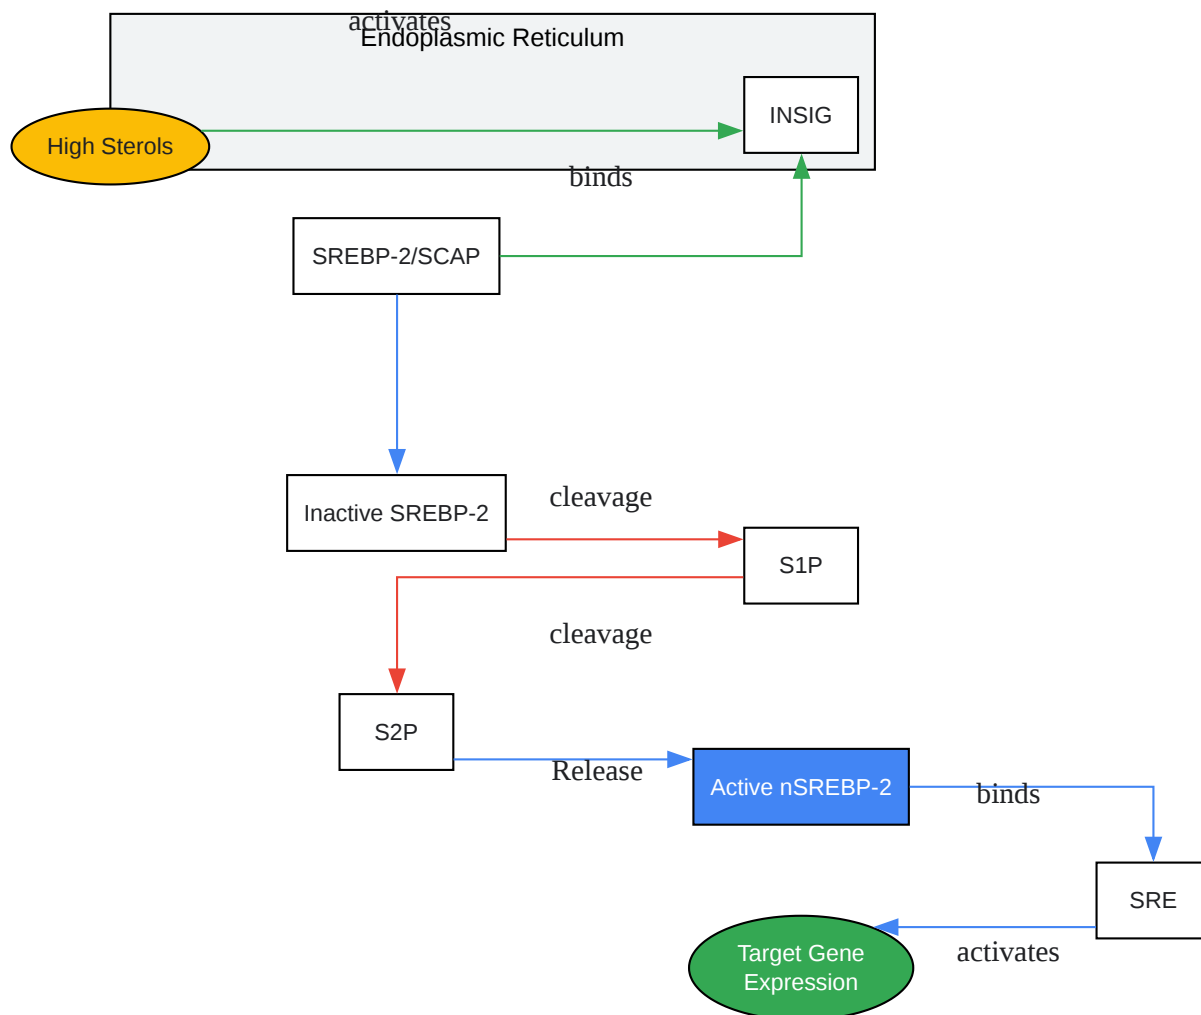 activates
Endoplasmic Reticulum
INSIG
High Sterols
binds
SREBP-2/SCAP
Inactive SREBP-2
cleavage
S1P
cleavage
S2P
Release
Active nSREBP-2
binds
SRE
activates
Target Gene
Expression